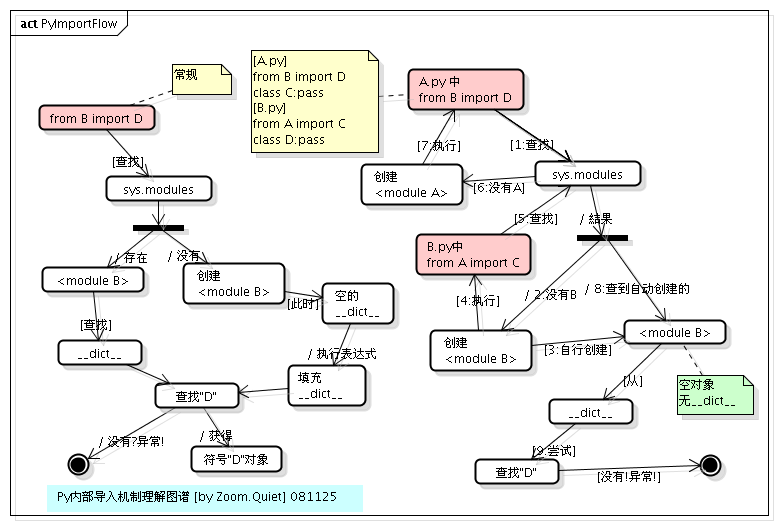 act PyImportFlow
常规
from B import D
[查找]
sys.modules
/ 存在
/ 没有
<module B>
创建
<module B>
[此时]
空的
__dict__
[查找]
__dict__
/ 执行表达式
填充
__dict__
查找"D"
/ 没有?异常!
/ 获得
符号"D"对象
[A.py]
from B import D
class C:pass
[B.py]
from A import C
class D:pass
A.py 中
from B import D
[7:执行]
[1:查找]
创建
<module A>
[6:没有A]
sys.modules
[5:查找]
/ 結果
B.py中
from A import C
[4:执行]
/ 2:没有B
/ 8:查到自动创建的
创建
<module B>
[3:自行创建]
<module B>
[从]
空对象
无__dict__
__dict__
[9:尝试]
查找"D"
[没有!异常!]
Py内部导入机制理解图谱 [by Zoom.Quiet] 081125